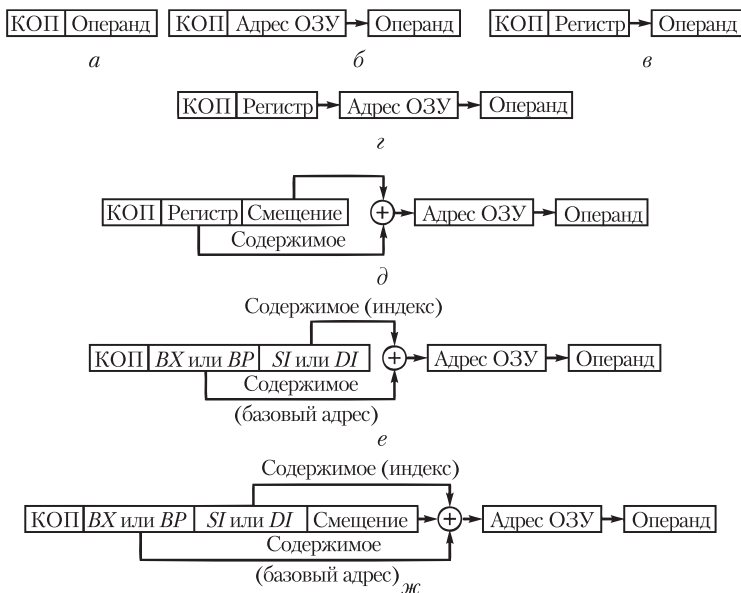 КОП Операнд КОП Адрес ОЗУ Операнд КОП Регистр Операнд
а б в
КОП Регистр Адрес ОЗУ Операнд
г
КОП Регистр Смещение + Адрес ОЗУ Операнд
Содержимое
д
Содержимое (индекс)
КОП BX или BP SI или DI + Адрес ОЗУ Операнд
Содержимое
(базовый адрес)
е
Содержимое (индекс)
КОП BX или BP SI или DI Смещение + Адрес ОЗУ Операнд
Содержимое
(базовый адрес)
ж